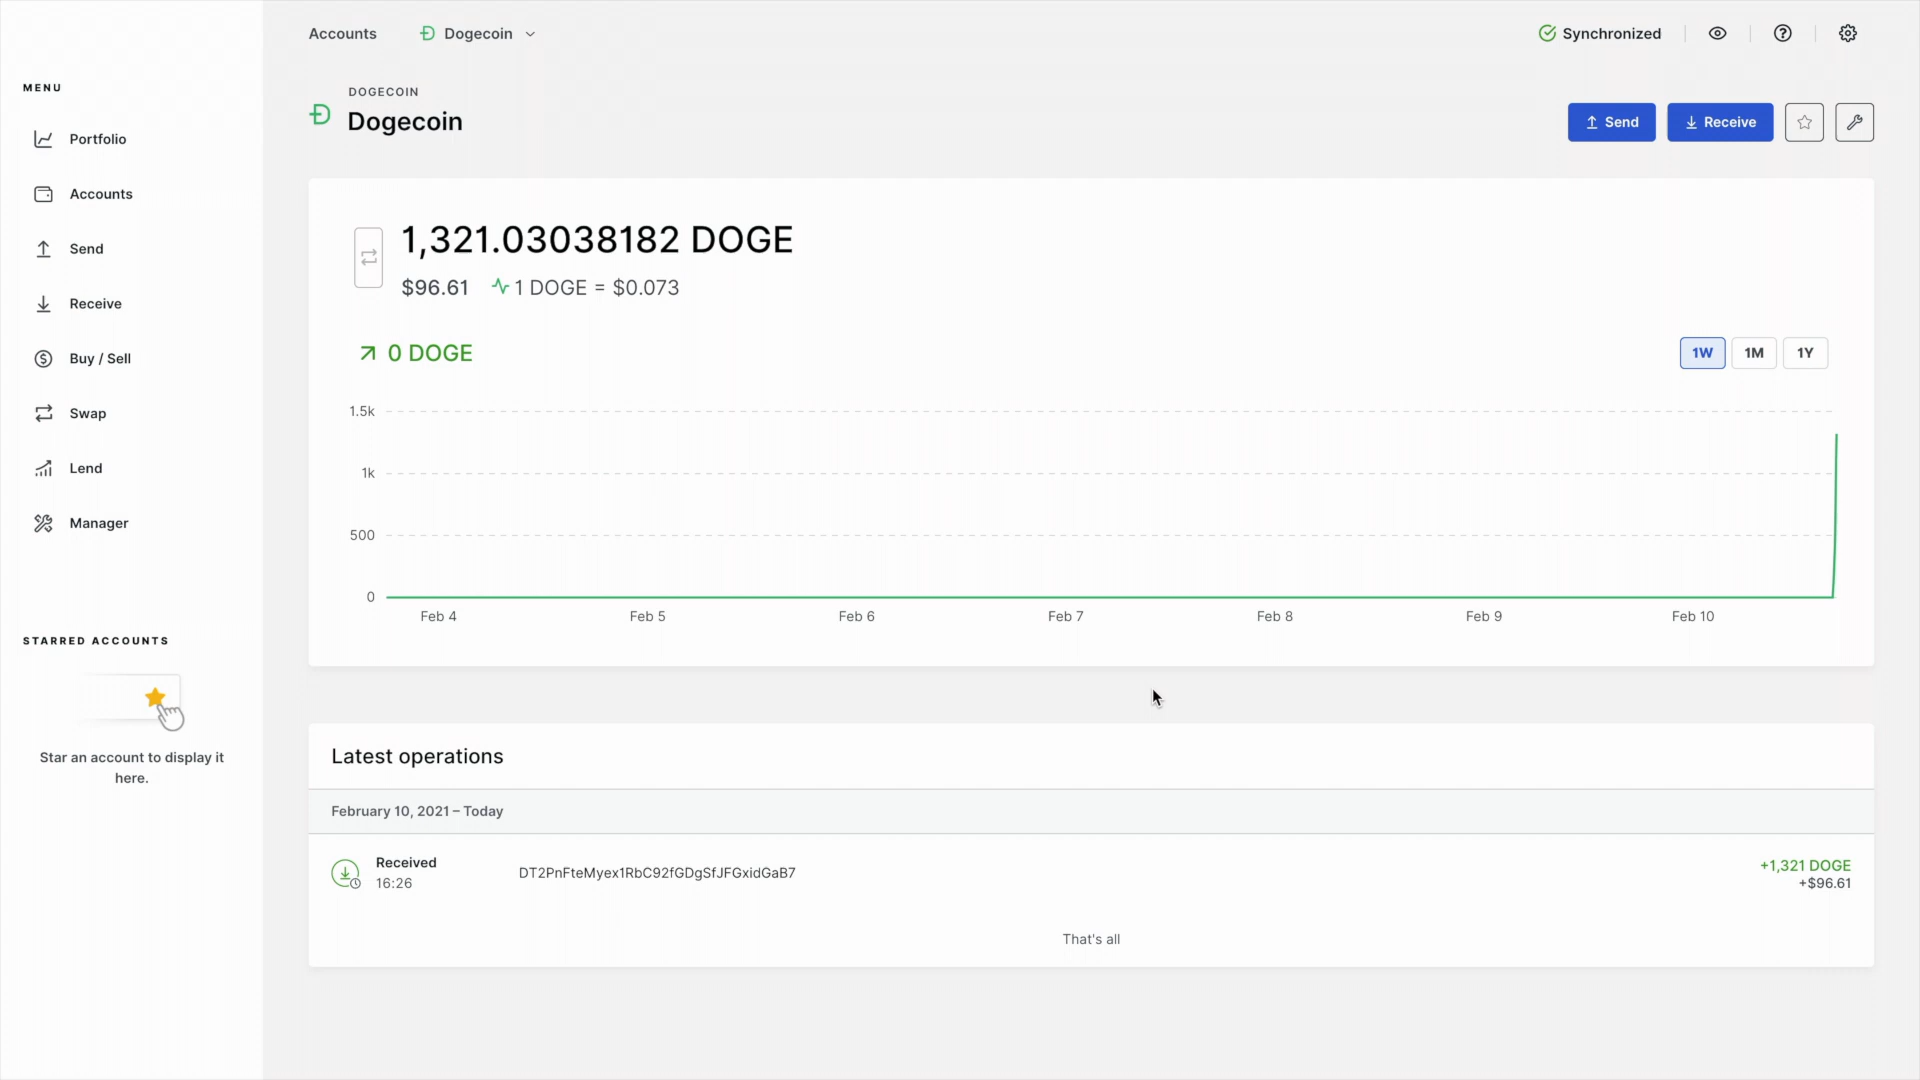 Accounts
Dogecoin
Synchronized
MENU
Portfolio
Accounts
Send
Receive
Buy / Sell
Swap
Lend
Manager
STARRED ACCOUNTS
Star an account to display it
here.
DOGECOIN
Dogecoin
Send
Receive
1,321.03038182 DOGE
$96.61
1 DOGE = $0.073
0 DOGE
1W
1M
1Y
1.5k
1k
500
0
Feb 4
Feb 5
Feb 6
Feb 7
Feb 8
Feb 9
Feb 10
Latest operations
February 10, 2021 – Today
Received
16:26
DT2PnFteMyex1RbC92fGDgSfJFGxidGaB7
+1,321 DOGE
+$96.61
That's all